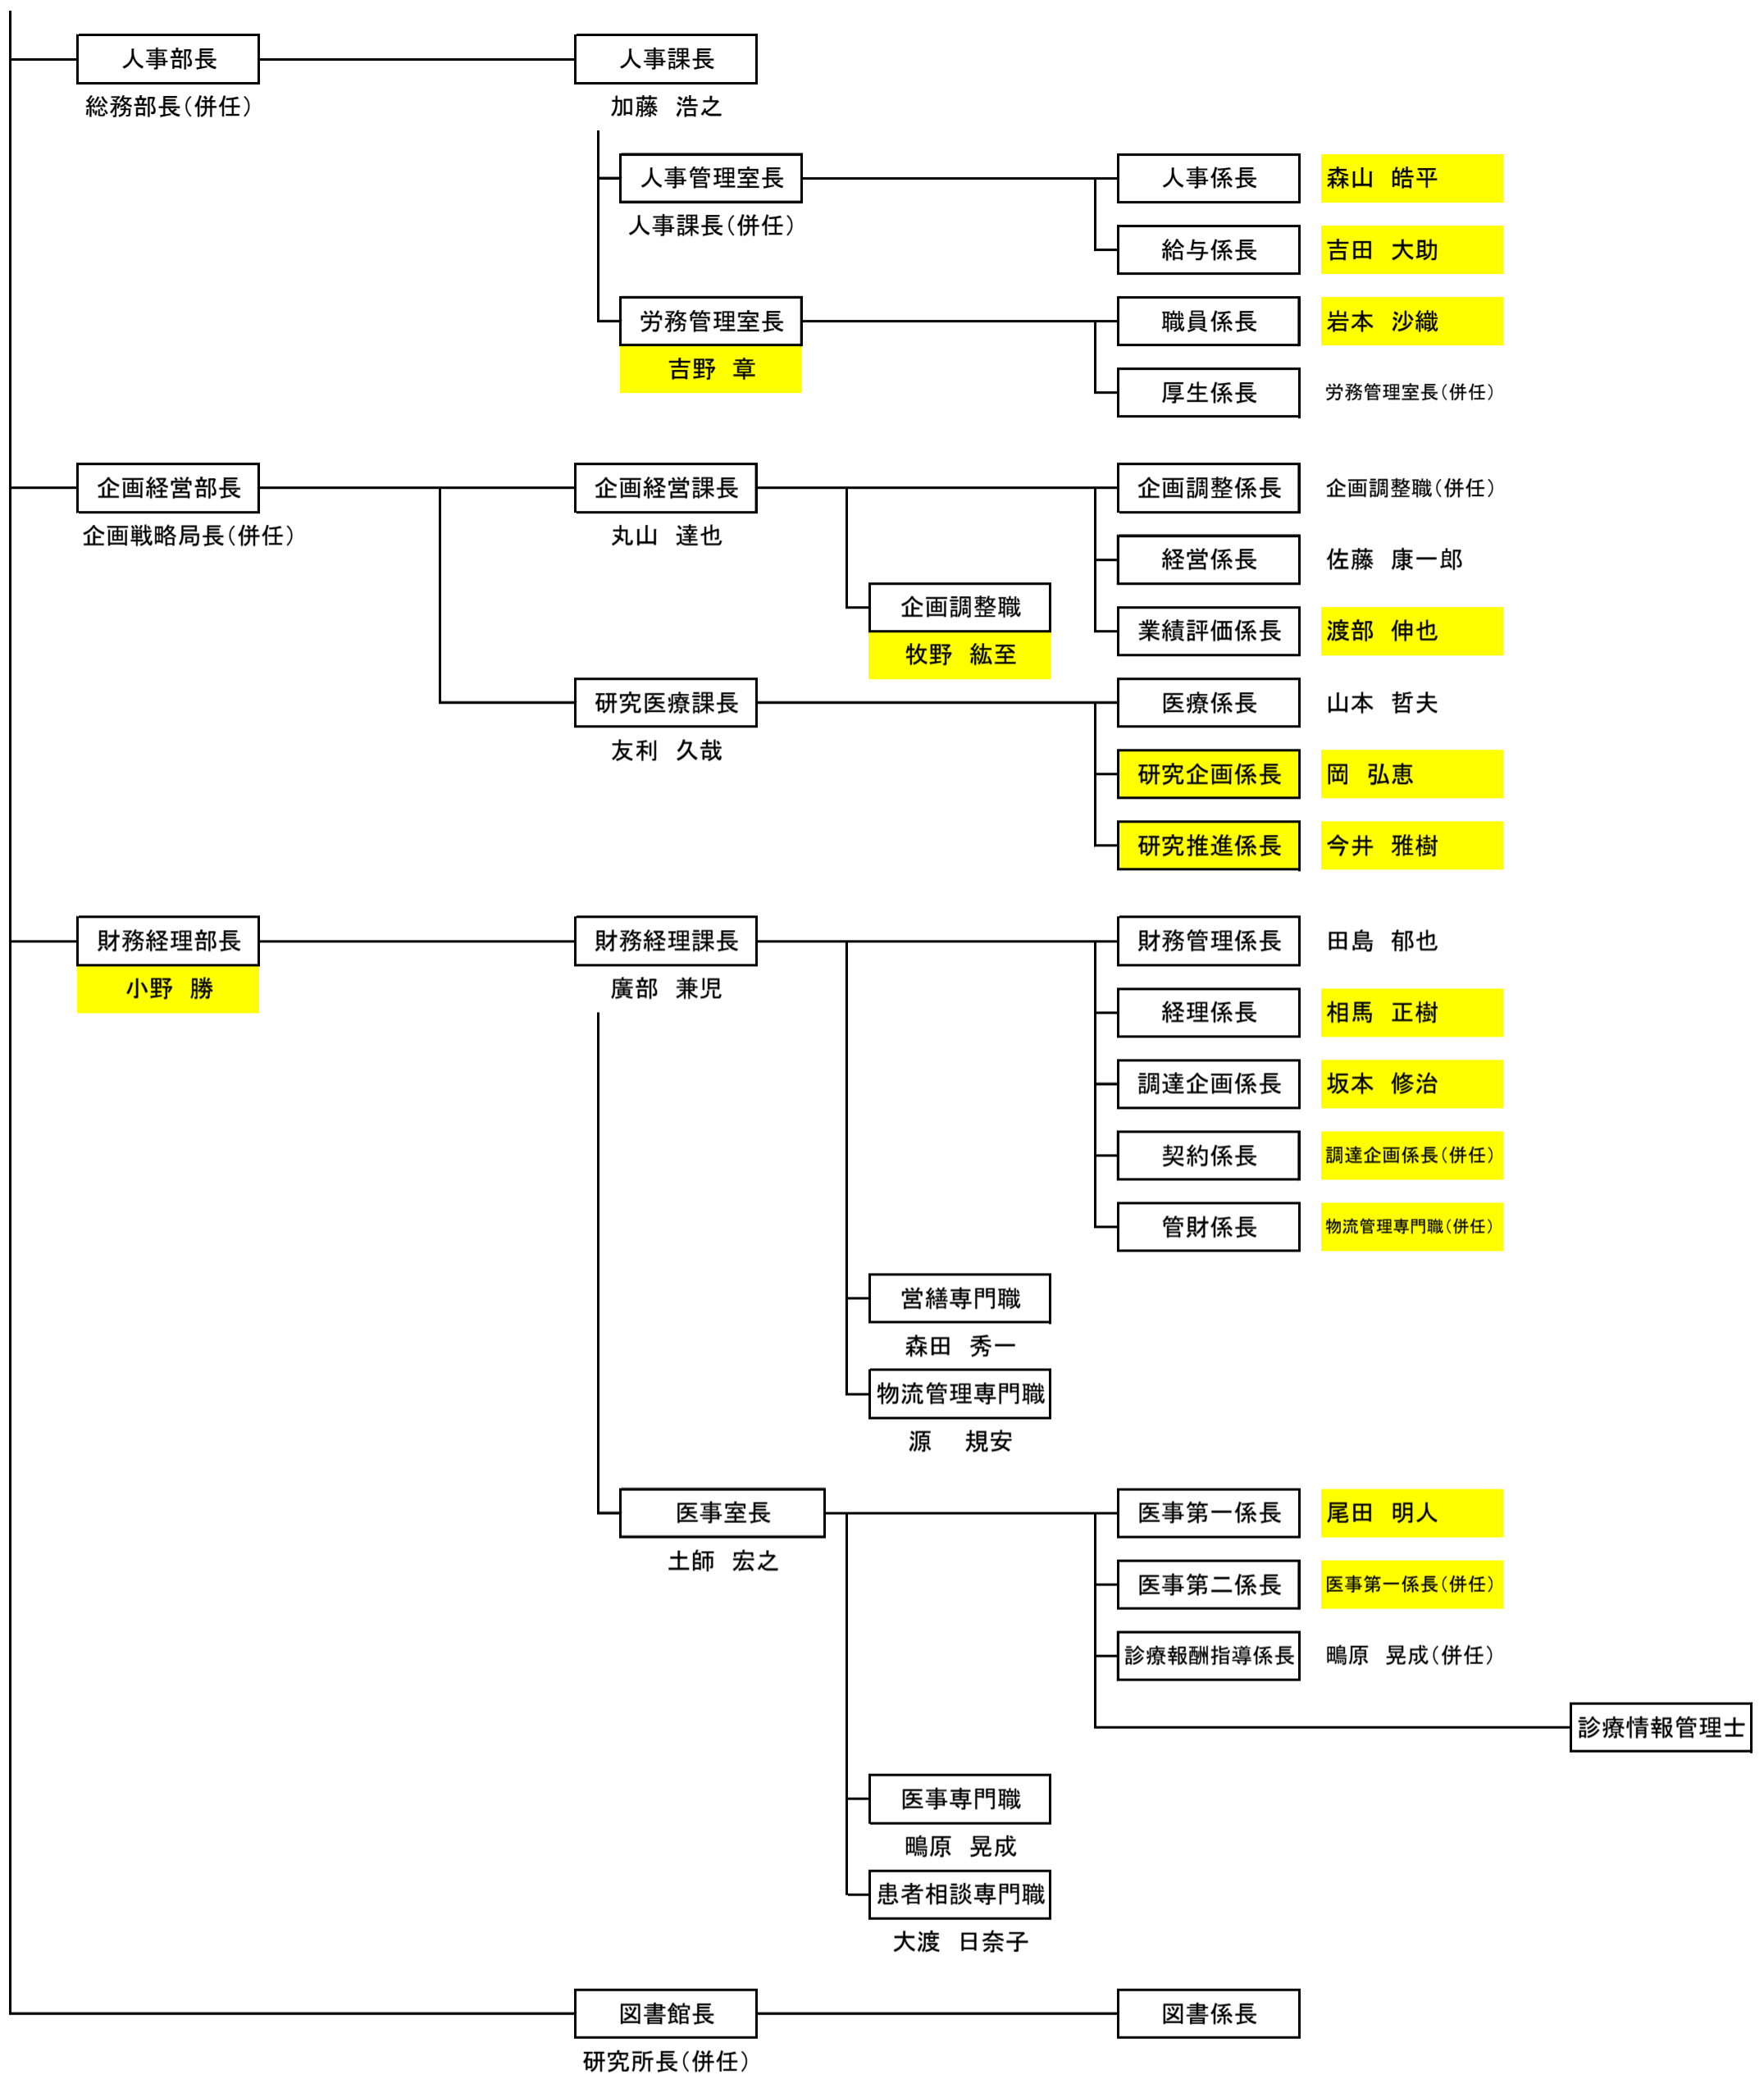 人事部長
人事課長
総務部長（併任）
加藤　浩之
人事管理室長
人事係長
森山　皓平
人事課長（併任）
給与係長
吉田　大助
労務管理室長
職員係長
岩本　沙織
吉野　章
厚生係長
労務管理室長（併任）
企画経営部長
企画経営課長
企画調整係長
企画調整職（併任）
企画戦略局長（併任）
丸山　達也
経営係長
佐藤　康一郎
企画調整職
業績評価係長
渡部　伸也
牧野　紘至
研究医療課長
医療係長
山本　哲夫
友利　久哉
研究企画係長
岡　弘恵
研究推進係長
今井　雅樹
財務経理部長
財務経理課長
財務管理係長
田島　郁也
小野　勝
廣部　兼児
経理係長
相馬　正樹
調達企画係長
坂本　修治
契約係長
調達企画係長（併任）
管財係長
物流管理専門職（併任）
営繕専門職
森田　秀一
物流管理専門職
源　規安
医事室長
医事第一係長
尾田　明人
土師　宏之
医事第二係長
医事第一係長（併任）
診療報酬指導係長
鴫原　晃成（併任）
診療情報管理士
医事専門職
鴫原　晃成
患者相談専門職
大渡　日奈子
図書館長
図書係長
研究所長（併任）